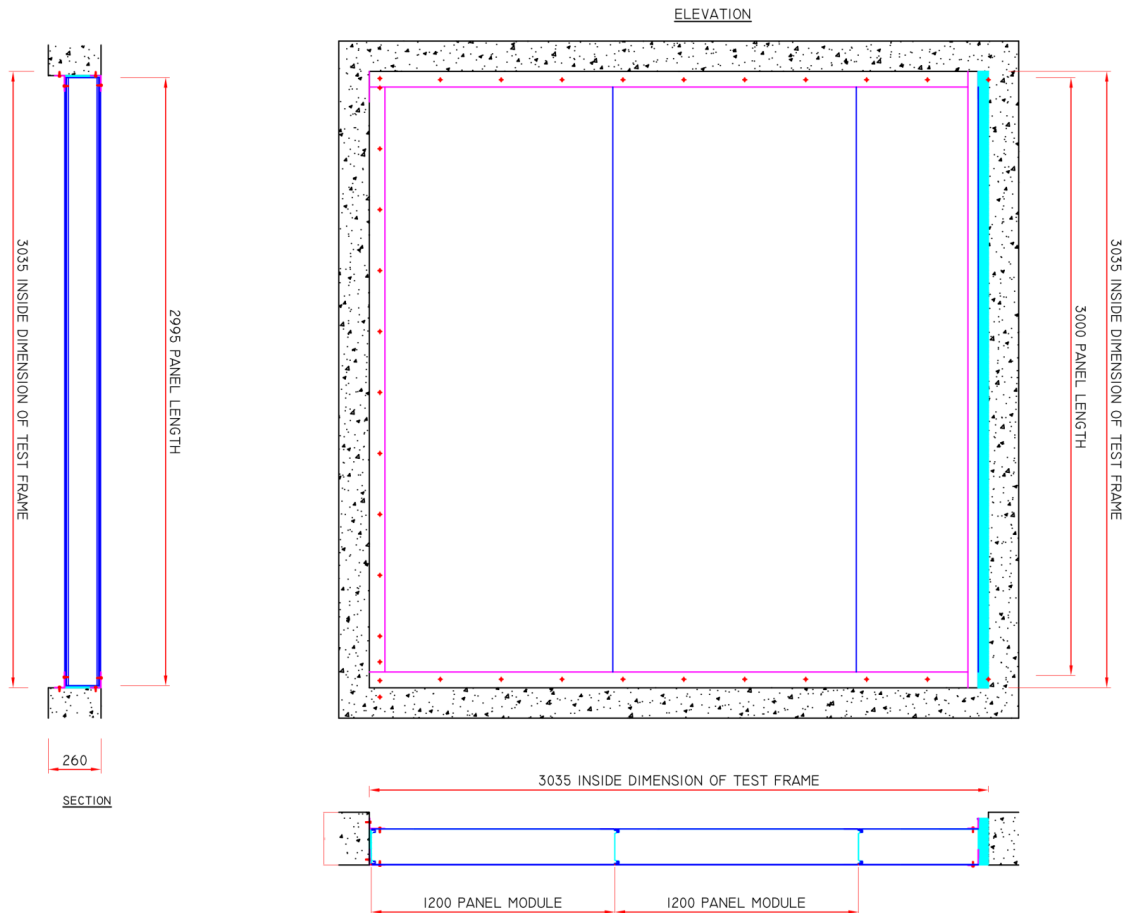 ELEVATION
3035 INSIDE DIMENSION OF TEST FRAME
2995 PANEL LENGTH
3000 PANEL LENGTH
3035 INSIDE DIMENSION OF TEST FRAME
260
SECTION
3035 INSIDE DIMENSION OF TEST FRAME
1200 PANEL MODULE
1200 PANEL MODULE